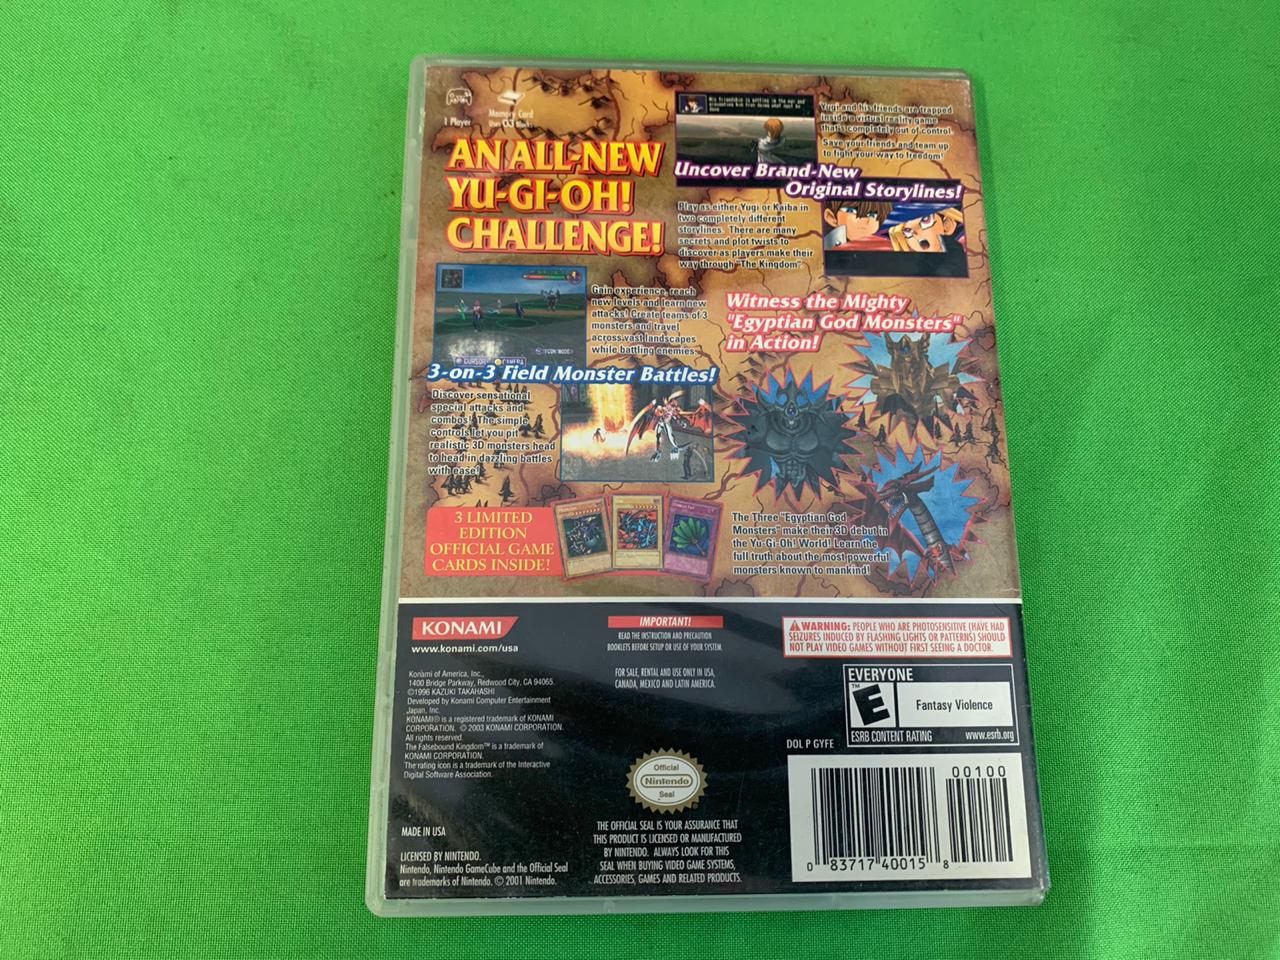 1 Player
Memory Card
Uses 03 Blocks
AN ALL-NEW
YU-GI-OH!
CHALLENGE!
Yugi and his friends are trapped
inside a virtual reality game
that's completely out of control.
Save your friends and team up
to fight your way to freedom!
Uncover Brand-New
Original Storylines!
Play as either Yugi or Kaiba in
two completely different
storylines. There are many
secrets and plot twists to
discover as players make their
way through "The Kingdom".
Gain experience, reach
new levels and learn new
attacks! Create teams of 3
monsters and travel
across vast landscapes
while battling enemies.
CURSOR CAMERA
3-on-3 Field Monster Battles!
Witness the Mighty
"Egyptian God Monsters"
in Action!
Discover sensational
special attacks and
combos! The simple
controls let you pit
realistic 3D monsters head
to head in dazzling battles
with ease!
3 LIMITED
EDITION
OFFICIAL GAME
CARDS INSIDE!
The Three "Egyptian God
Monsters" make their 3D debut in
the Yu-Gi-Oh! World! Learn the
full truth about the most powerful
monsters known to mankind!
KONAMI
www.konami.com/usa
Konami of America, Inc.,
1400 Bridge Parkway, Redwood City, CA 94065.
©1996 KAZUKI TAKAHASHI
Developed by Konami Computer Entertainment
Japan, Inc.
KONAMI® is a registered trademark of KONAMI
CORPORATION. © 2003 KONAMI CORPORATION.
All rights reserved.
The Falsebound Kingdom™ is a trademark of
KONAMI CORPORATION.
The rating icon is a trademark of the Interactive
Digital Software Association.
MADE IN USA
LICENSED BY NINTENDO.
Nintendo, Nintendo GameCube and the Official Seal
are trademarks of Nintendo. © 2001 Nintendo.
IMPORTANT!
READ THE INSTRUCTION AND PRECAUTION
BOOKLETS BEFORE SETUP OR USE OF YOUR SYSTEM.
FOR SALE, RENTAL AND USE ONLY IN USA,
CANADA, MEXICO AND LATIN AMERICA.
Official
Nintendo
Seal
THE OFFICIAL SEAL IS YOUR ASSURANCE THAT
THIS PRODUCT IS LICENSED OR MANUFACTURED
BY NINTENDO. ALWAYS LOOK FOR THIS
SEAL WHEN BUYING VIDEO GAME SYSTEMS,
ACCESSORIES, GAMES AND RELATED PRODUCTS.
WARNING: PEOPLE WHO ARE PHOTOSENSITIVE (HAVE HAD
SEIZURES INDUCED BY FLASHING LIGHTS OR PATTERNS) SHOULD
NOT PLAY VIDEO GAMES WITHOUT FIRST SEEING A DOCTOR.
EVERYONE
E
TM
Fantasy Violence
ESRB CONTENT RATING www.esrb.org
DOL P GYFE
00100
0 83717 40015 8